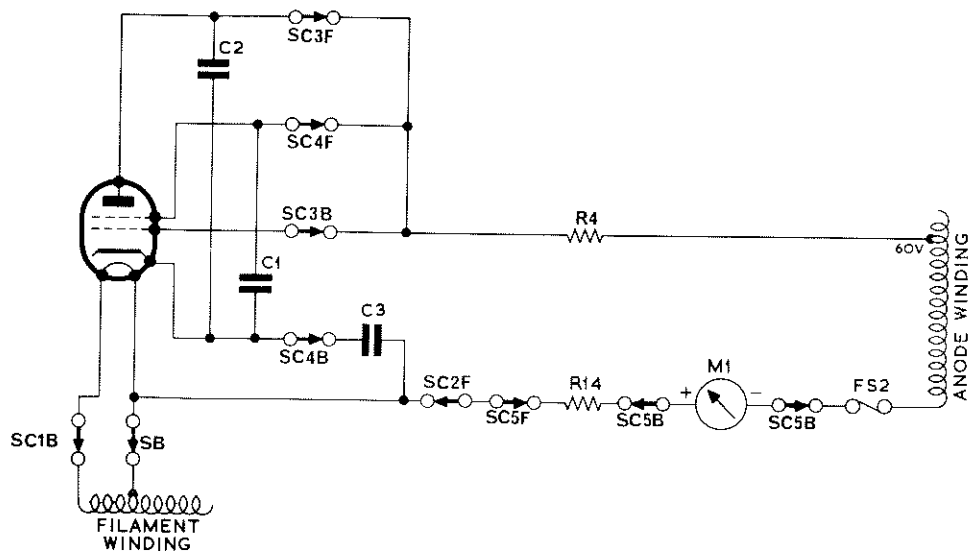 SC3F
C2
SC4F
SC3B
R4
60V
C1
C3
SC4B
ANODE WINDING
M1
SC2F
R14
+
−
FS2
SC5F
SC5B
SC5B
SC1B
SB
FILAMENT
WINDING